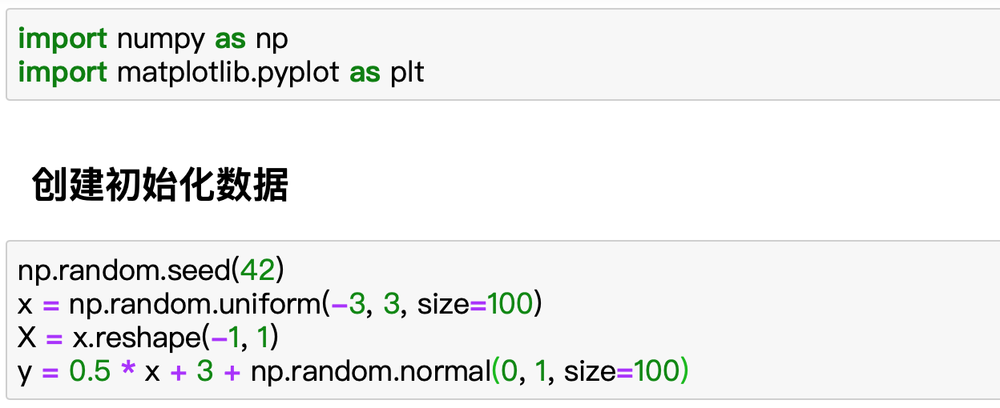 import numpy as np
import matplotlib.pyplot as plt
创建初始化数据
np.random.seed(42)
x = np.random.uniform(-3, 3, size=100)
X = x.reshape(-1, 1)
y = 0.5 * x + 3 + np.random.normal(0, 1, size=100)